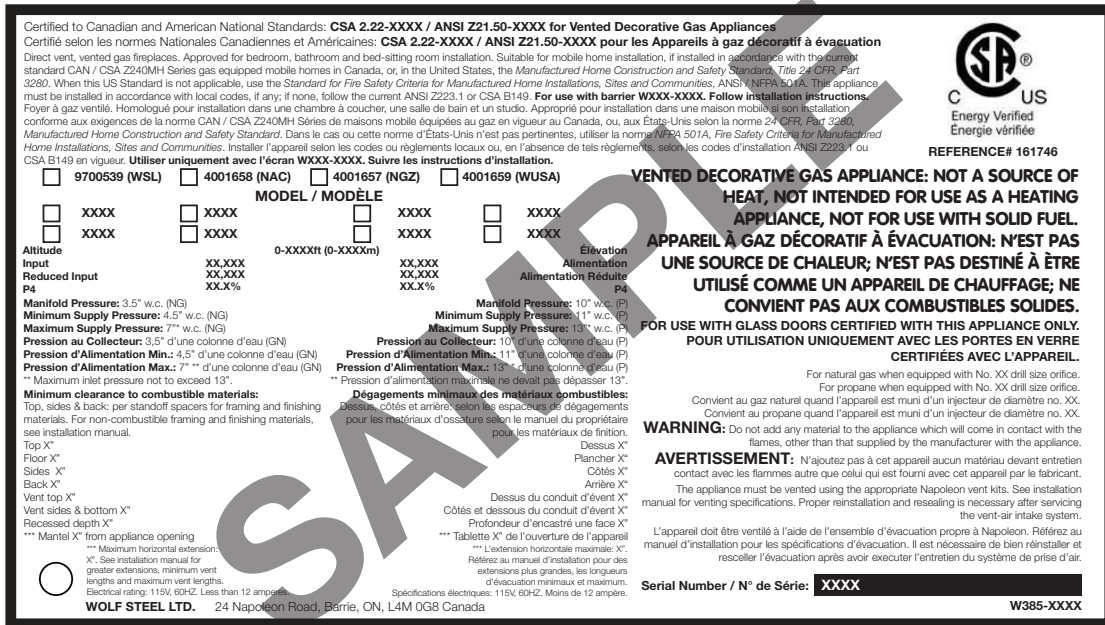 Certified to Canadian and American National Standards: CSA 2.22-XXXX / ANSI Z21.50-XXXX for Vented Decorative Gas Appliances
Certifié selon les normes Nationales Canadiennes et Américaines: CSA 2.22-XXXX / ANSI Z21.50-XXXX pour les Appareils à gaz décoratif à évacuation
Direct vent, vented gas fireplaces. Approved for bedroom, bathroom and bed-sitting room installation. Suitable for mobile home installation, if installed in accordance with the current
standard CAN / CSA Z240MH Series gas equipped mobile homes in Canada, or, in the United States, the Manufactured Home Construction and Safety Standard, Title 24 CFR, Part
3280. When this US Standard is not applicable, use the Standard for Fire Safety Criteria for Manufactured Home Installations, Sites and Communities, ANSI / NFPA 501A. This appliance
must be installed in accordance with local codes, if any; if none, follow the current ANSI Z223.1 or CSA B149. For use with barrier WXXX-XXXX. Follow installation instructions.
Foyer à gaz ventilé. Homologué pour installation dans une chambre à coucher, une salle de bain et un studio. Approprié pour installation dans une maison mobile si son installation
conforme aux exigences de la norme CAN / CSA Z240MH Séries de maisons mobile équipées au gaz en vigueur au Canada, ou, aux États-Unis selon la norme 24 CFR, Part 3280,
Manufactured Home Construction and Safety Standard. Dans le cas ou cette norme d'États-Unis n'est pas pertinentes, utiliser la norme NFPA 501A, Fire Safety Criteria for Manufactured
Home Installations, Sites and Communities. Installer l'appareil selon les codes ou règlements locaux ou, en l'absence de tels règlements, selon les codes d'installation ANSI Z223.1 ou
CSA B149 en vigueur. Utiliser uniquement avec l'écran WXXX-XXXX. Suivre les instructions d'installation.
9700539 (WSL) 4001658 (NAC) 4001657 (NGZ) 4001659 (WUSA)
MODEL / MODÈLE
XXXX XXXX XXXX XXXX
XXXX XXXX XXXX XXXX
Altitude 0-XXXXft (0-XXXXm) Élévation
Input XX,XXX XX,XXX Alimentation
Reduced Input XX,XXX XX,XXX Alimentation Réduite
P4 XX.X% XX.X% P4
Manifold Pressure: 3.5" w.c. (NG)
Minimum Supply Pressure: 4.5" w.c. (NG)
Maximum Supply Pressure: 7"* w.c. (NG)
Pression au Collecteur: 3,5" d'une colonne d'eau (GN)
Pression d'Alimentation Min.: 4,5" d'une colonne d'eau (GN)
Pression d'Alimentation Max.: 7" ** d'une colonne d'eau (GN)
** Maximum inlet pressure not to exceed 13".
Manifold Pressure: 10" w.c. (P)
Minimum Supply Pressure: 11" w.c. (P)
Maximum Supply Pressure: 13"* w.c. (P)
Pression au Collecteur: 10" d'une colonne d'eau (P)
Pression d'Alimentation Min.: 11" d'une colonne d'eau (P)
Pression d'Alimentation Max.: 13" * d'une colonne d'eau (P)
** Pression d'alimentation maximale ne devait pas dépasser 13".
Minimum clearance to combustible materials:
Top, sides & back: per standoff spacers for framing and finishing
materials. For non-combustible framing and finishing materials,
see installation manual.
Top X"
Floor X"
Sides X"
Back X"
Vent top X"
Vent sides & bottom X"
Recessed depth X"
*** Mantel X" from appliance opening
*** Maximum horizontal extension:
X". See installation manual for
greater extensions, minimum vent
lengths and maximum vent lengths.
Electrical rating: 115V, 60HZ. Less than 12 amperes.
Dégagements minimaux des matériaux combustibles:
Dessus, côtés et arrière: selon les espaceurs de dégagements
pour les matériaux d'ossature selon le manuel du propriétaire
pour les matériaux de finition.
Dessus X"
Plancher X"
Côtés X"
Arrière X"
Dessus du conduit d'évent X"
Côtés et dessous du conduit d'évent X"
Profondeur d'encastré une face X"
*** Tablette X" de l'ouverture de l'appareil
*** L'extension horizontale maximale: X".
Référez au manuel d'installation pour des
extensions plus grandes, les longueurs
d'évacuation minimaux et maximum.
Spécifications électriques: 115V, 60HZ. Moins de 12 ampère.
WOLF STEEL LTD. 24 Napoleon Road, Barrie, ON, L4M 0G8 Canada
CSA ®
C US
Energy Verified
Énergie vérifiée
REFERENCE# 161746
VENTED DECORATIVE GAS APPLIANCE: NOT A SOURCE OF
HEAT, NOT INTENDED FOR USE AS A HEATING
APPLIANCE, NOT FOR USE WITH SOLID FUEL.
APPAREIL À GAZ DÉCORATIF À ÉVACUATION: N'EST PAS
UNE SOURCE DE CHALEUR; N'EST PAS DESTINÉ À ÈTRE
UTILISÉ COMME UN APPAREIL DE CHAUFFAGE; NE
CONVIENT PAS AUX COMBUSTIBLES SOLIDES.
FOR USE WITH GLASS DOORS CERTIFIED WITH THIS APPLIANCE ONLY.
POUR UTILISATION UNIQUEMENT AVEC LES PORTES EN VERRE
CERTIFIÉES AVEC L'APPAREIL.
For natural gas when equipped with No. XX drill size orifice.
For propane when equipped with No. XX drill size orifice.
Convient au gaz naturel quand l'appareil est muni d'un injecteur de diamètre no. XX.
Convient au propane quand l'appareil est muni d'un injecteur de diamètre no. XX.
WARNING: Do not add any material to the appliance which will come in contact with the
flames, other than that supplied by the manufacturer with the appliance.
AVERTISSEMENT: N'ajoutez pas à cet appareil aucun matériau devant entretien
contact avec les flammes autre que celui qui est fourni avec cet appareil par le fabricant.
The appliance must be vented using the appropriate Napoleon vent kits. See installation
manual for venting specifications. Proper reinstallation and resealing is necessary after servicing
the vent-air intake system.
L'appareil doit être ventilé à l'aide de l'ensemble d'évacuation propre à Napoleon. Référez au
manuel d'installation pour les spécifications d'évacuation. Il est nécessaire de bien réinstaller et
resceller l'évacuation après avoir executer l'entretien du système de prise d'air.
Serial Number / N° de Série: XXXX
W385-XXXX
SAMPLE